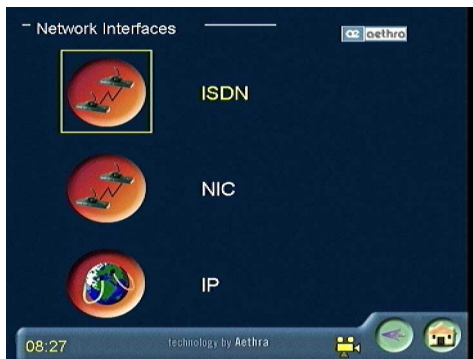 Network Interfaces
aethra
ISDN
NIC
IP
08:27
technology by Aethra